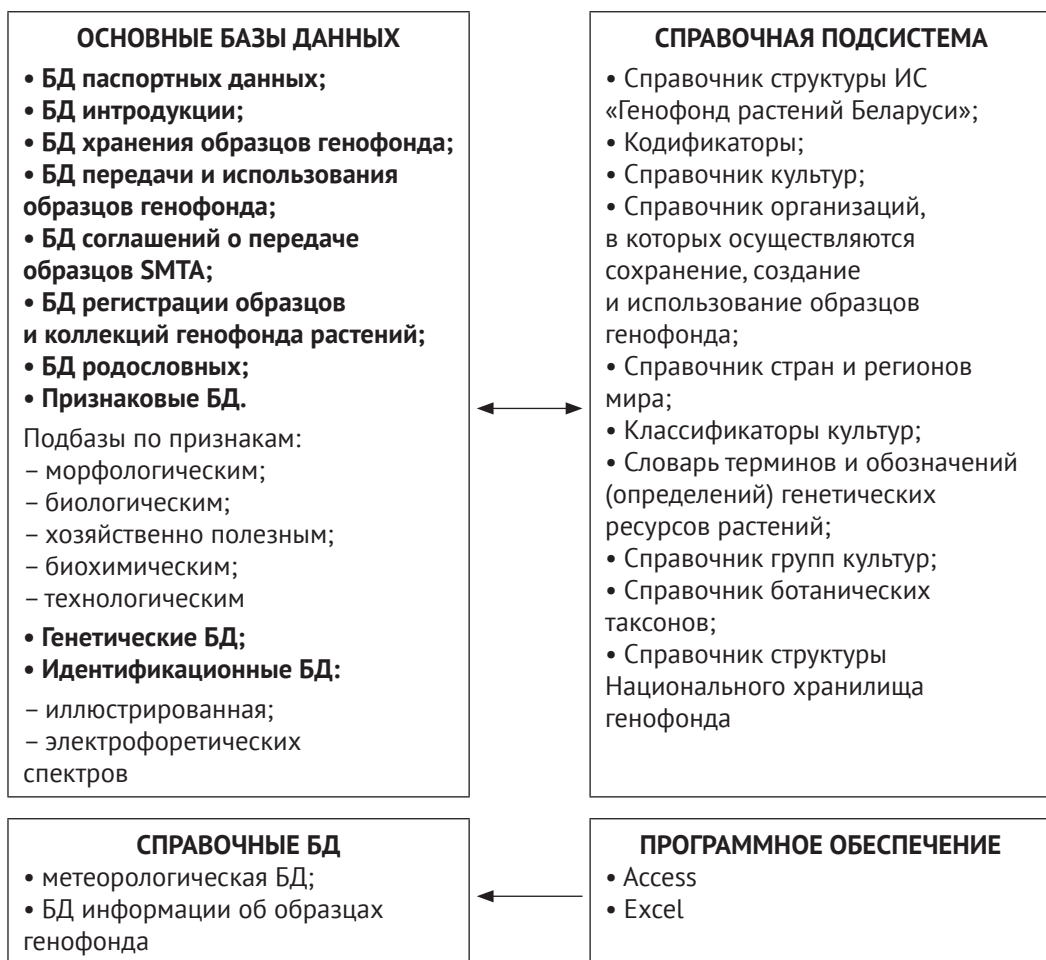 ОСНОВНЫЕ БАЗЫ ДАННЫХ
• БД паспортных данных;
• БД интродукции;
• БД хранения образцов генофонда;
• БД передачи и использования
образцов генофонда;
• БД соглашений о передаче
образцов SMTA;
• БД регистрации образцов
и коллекций генофонда растений;
• БД родословных;
• Признаковые БД.
Подбазы по признакам:
– морфологическим;
– биологическим;
– хозяйственно полезным;
– биохимическим;
– технологическим
• Генетические БД;
• Идентификационные БД:
– иллюстрированная;
– электрофоретических
спектров
СПРАВОЧНАЯ ПОДСИСТЕМА
• Справочник структуры ИС
«Генофонд растений Беларуси»;
• Кодификаторы;
• Справочник культур;
• Справочник организаций,
в которых осуществляются
сохранение, создание
и использование образцов
генофонда;
• Справочник стран и регионов
мира;
• Классификаторы культур;
• Словарь терминов и обозначений
(определений) генетических
ресурсов растений;
• Справочник групп культур;
• Справочник ботанических
таксонов;
• Справочник структуры
Национального хранилища
генофонда
СПРАВОЧНЫЕ БД
• метеорологическая БД;
• БД информации об образцах
генофонда
ПРОГРАММНОЕ ОБЕСПЕЧЕНИЕ
• Access
• Excel